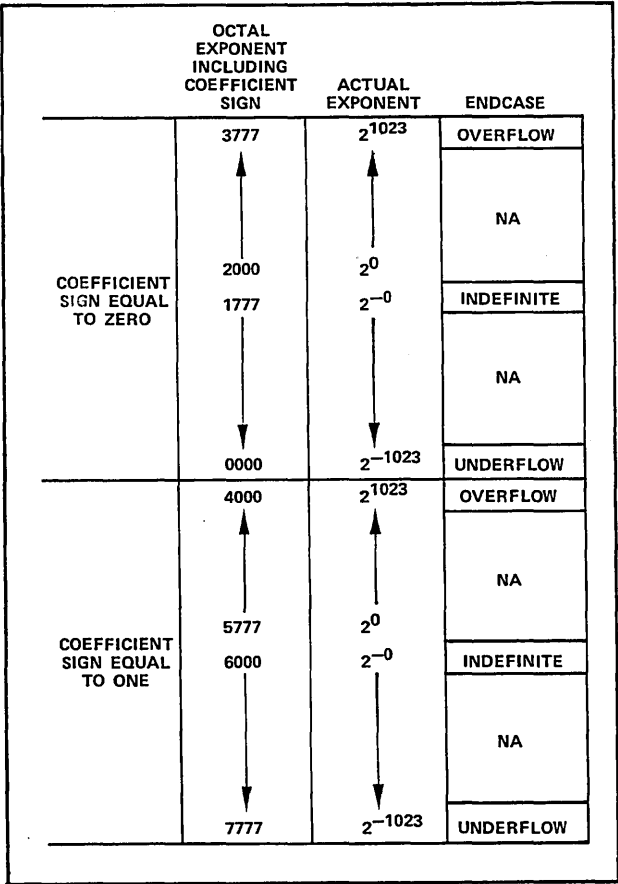 OCTAL
EXPONENT
INCLUDING
COEFFICIENT
SIGN
ACTUAL
EXPONENT
ENDCASE
COEFFICIENT
SIGN EQUAL
TO ZERO
3777 2^1023 OVERFLOW
NA
2000 2^0
1777 2^−0 INDEFINITE
NA
0000 2^−1023 UNDERFLOW
COEFFICIENT
SIGN EQUAL
TO ONE
4000 2^1023 OVERFLOW
NA
5777 2^0
6000 2^−0 INDEFINITE
NA
7777 2^−1023 UNDERFLOW